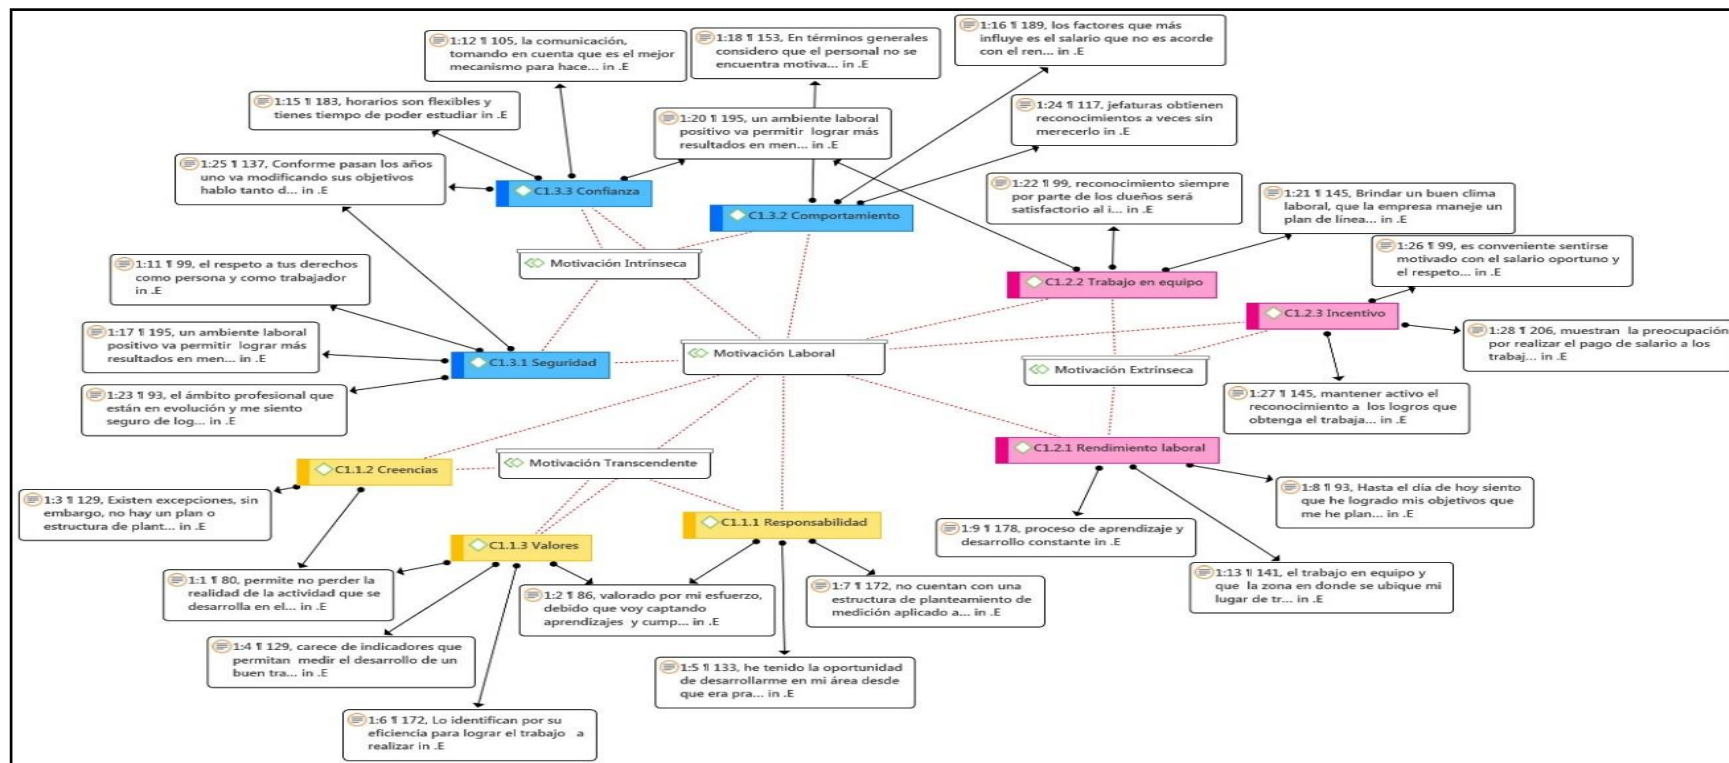 1:16 ¶ 189, los factores que más
influye es el salario que no es acorde
con el ren... in .E
1:18 ¶ 153, En términos generales
considero que el personal no se
encuentra motiva... in .E
1:12 ¶ 105, la comunicación,
tomando en cuenta que es el mejor
mecanismo para hace... in .E
1:15 ¶ 183, horarios son flexibles y
tienes tiempo de poder estudiar in .E
1:20 ¶ 195, un ambiente laboral
positivo va permitir lograr más
resultados en men... in .E
1:24 ¶ 117, jefaturas obtienen
reconocimientos a veces sin
merecerlo in .E
1:25 ¶ 137, Conforme pasan los años
uno va modificando sus objetivos
hablo tanto d... in .E
C1.3.3 Confianza
C1.3.2 Comportamiento
1:22 ¶ 99, reconocimiento siempre
por parte de los dueños será
satisfactorio al i... in .E
1:21 ¶ 145, Brindar un buen clima
laboral, que la empresa maneje un
plan de línea... in .E
1:26 ¶ 99, es conveniente sentirse
motivado con el salario oportuno y
el respeto... in .E
1:11 ¶ 99, el respeto a tus derechos
como persona y como trabajador
in .E
Motivación Intrínseca
C1.2.2 Trabajo en equipo
C1.2.3 Incentivo
1:17 ¶ 195, un ambiente laboral
positivo va permitir lograr más
resultados en men... in .E
C1.3.1 Seguridad
Motivación Laboral
Motivación Extrínseca
1:28 ¶ 206, muestran la preocupación
por realizar el pago de salario a los
trabaj... in .E
1:23 ¶ 93, el ámbito profesional que
están en evolución y me siento
seguro de log... in .E
1:27 ¶ 145, mantener activo el
reconocimiento a los logros que
obtenga el trabaja... in .E
C1.1.2 Creencias
Motivación Transcendente
C1.2.1 Rendimiento laboral
1:3 ¶ 129, Existen excepciones, sin
embargo, no hay un plan o
estructura de plant... in .E
1:8 ¶ 93, Hasta el día de hoy siento
que he logrado mis objetivos que
me he plan... in .E
C1.1.3 Valores
C1.1.1 Responsabilidad
1:9 ¶ 178, proceso de aprendizaje y
desarrollo constante in .E
1:1 ¶ 80, permite no perder la
realidad de la actividad que se
desarrolla en el... in .E
1:2 ¶ 86, valorado por mi esfuerzo,
debido que voy captando
aprendizajes y cump... in .E
1:7 ¶ 172, no cuentan con una
estructura de planteamiento de
medición aplicado a... in .E
1:13 ¶ 141, el trabajo en equipo y
que la zona en donde se ubique mi
lugar de tr... in .E
1:4 ¶ 129, carece de indicadores que
permitan medir el desarrollo de un
buen tra... in .E
1:5 ¶ 133, he tenido la oportunidad
de desarrollarme en mi área desde
que era pra... in .E
1:6 ¶ 172, Lo identifican por su
eficiencia para lograr el trabajo a
realizar in .E